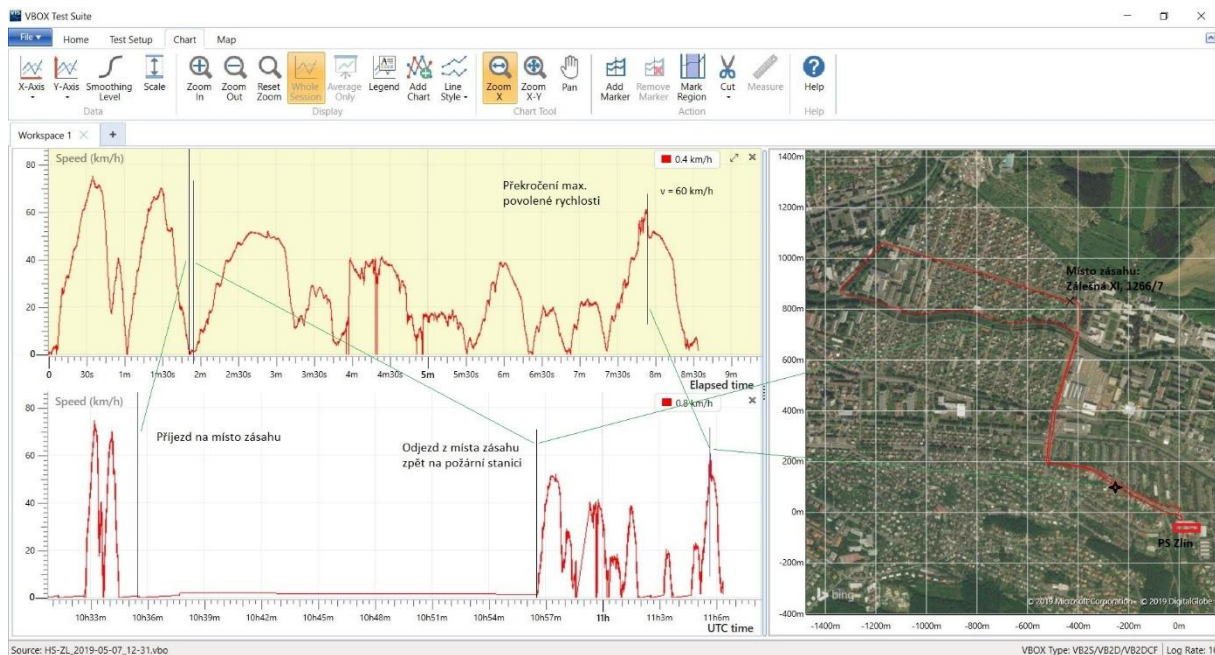 VBOX Test Suite
File Home Test Setup Chart Map
X-Axis Y-Axis Smoothing Level Scale
Data
Zoom In Zoom Out Reset Zoom Whole Session Average Only Legend Add Chart Line Style
Display
Zoom X Zoom X-Y Pan
Chart Tool
Add Marker Remove Marker Mark Region Cut Measure
Action
Help
Help
Workspace 1
Speed (km/h)
0.4 km/h
Překročení max. povolené rychlosti
v = 60 km/h
80
60
40
20
0
0 30s 1m 1m30s 2m 2m30s 3m 3m30s 4m 4m30s 5m 5m30s 6m 6m30s 7m 7m30s 8m 8m30s 9m
Elapsed time
Speed (km/h)
0.8 km/h
Příjezd na místo zásahu
Odjezd z místa zásahu
zpět na požární stanici
80
60
40
20
0
10h33m 10h36m 10h39m 10h42m 10h45m 10h48m 10h51m 10h54m 10h57m 11h 11h3m 11h6m
UTC time
1400m
1200m
1000m
800m
600m
400m
200m
0m
-200m
-400m
Místo zásahu:
Zálešná XI, 1266/7
PS Zlín
bing
© 2019 Microsoft Corporation © 2019 DigitalGlobe
-1400m -1200m -1000m -800m -600m -400m -200m 0m
Source: HS-ZL_2019-05-07_12-31.vbo
VBOX Type: VB2S/VB2D/VB2DCF Log Rate: